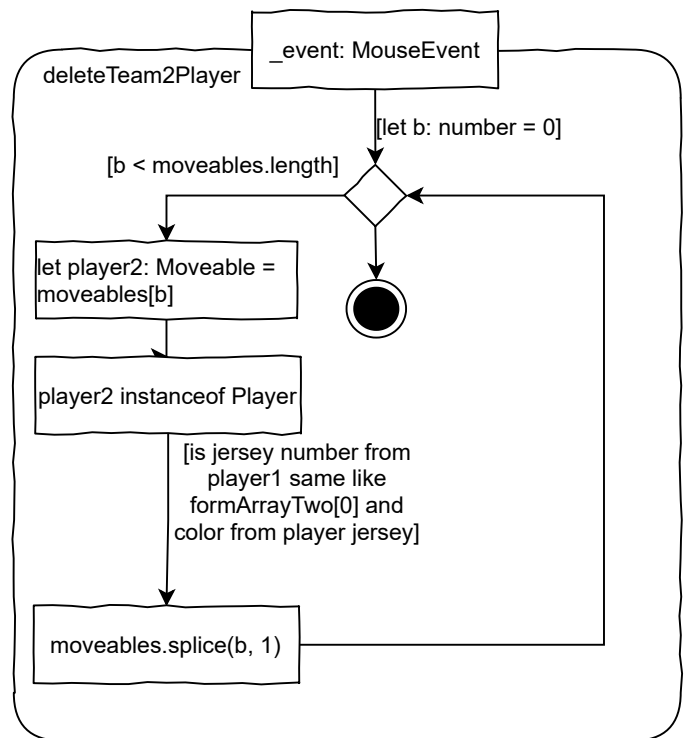 _event: MouseEvent
deleteTeam2Player
[let b: number = 0]
[b < moveables.length]
let player2: Moveable =
moveables[b]
player2 instanceof Player
[is jersey number from
player1 same like
formArrayTwo[0] and
color from player jersey]
moveables.splice(b, 1)